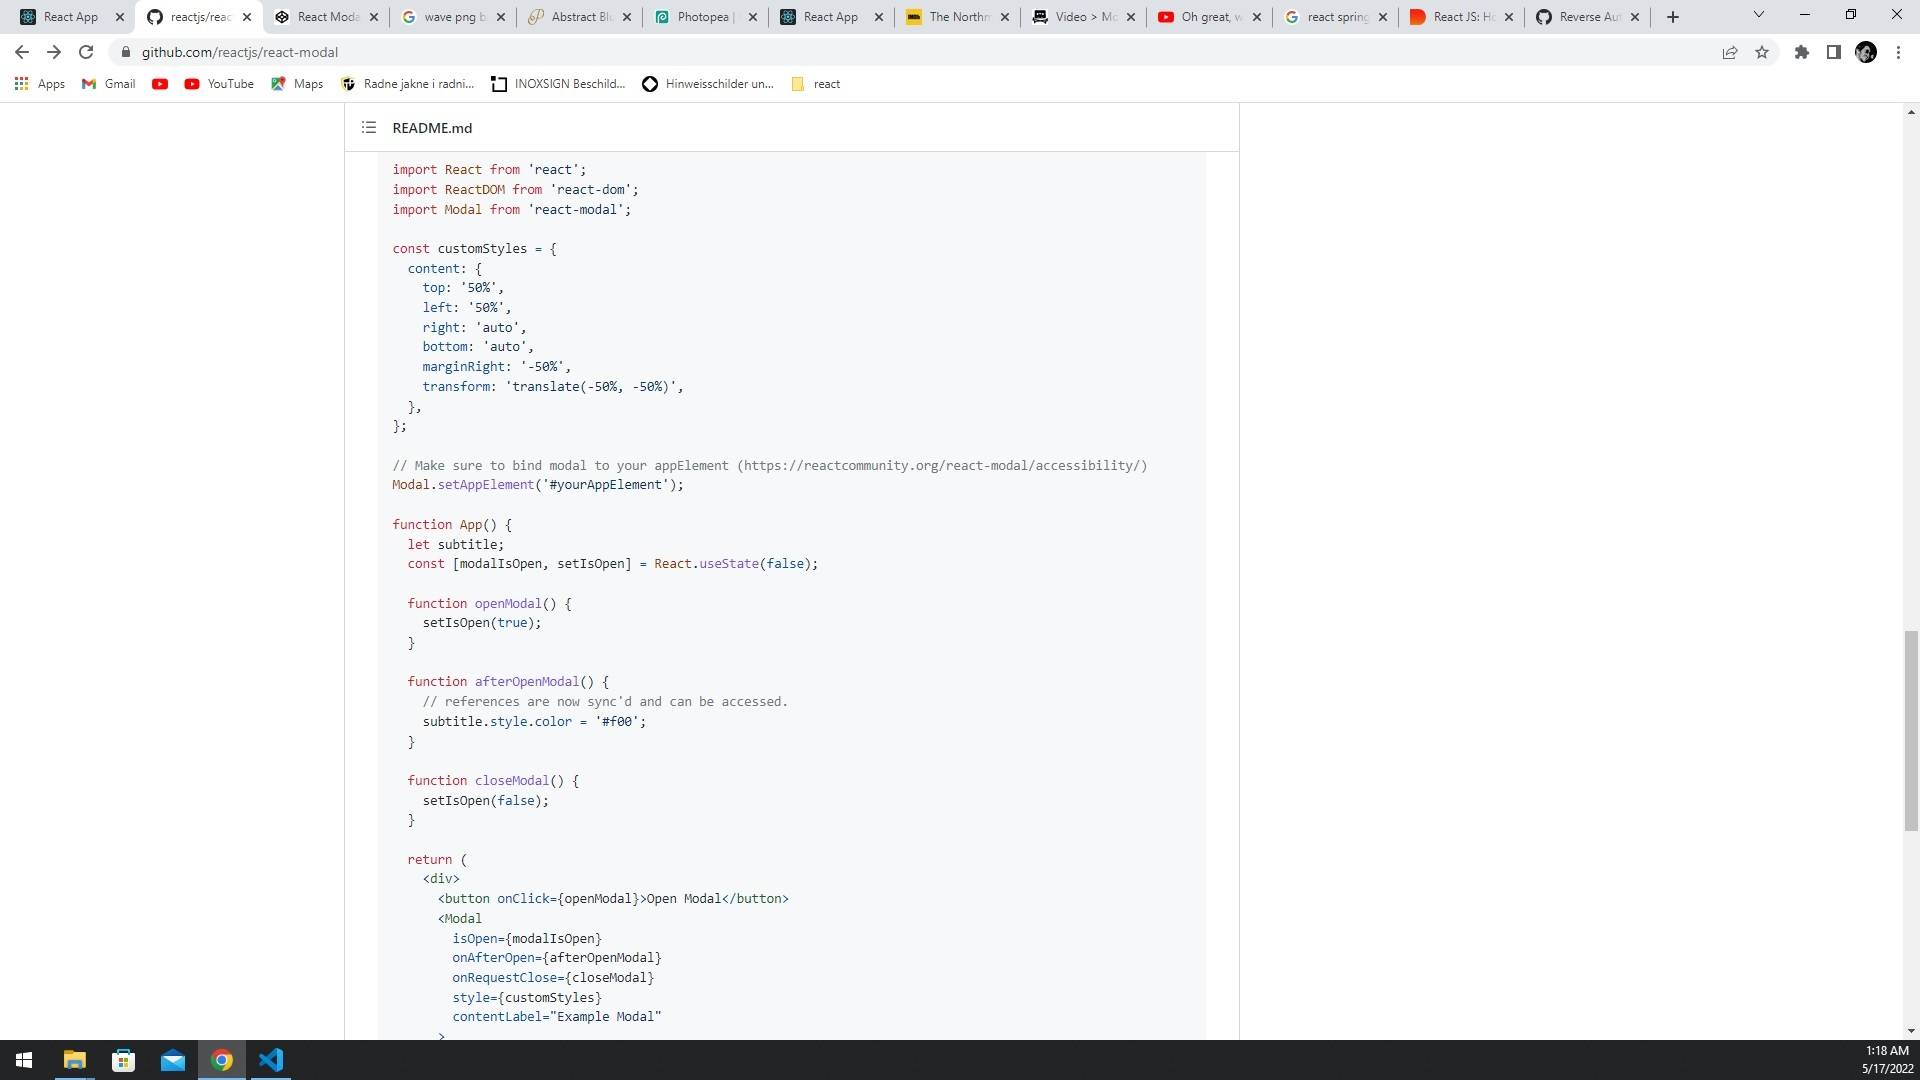 React App
reactjs/reac
React Moda
wave png b
Abstract Blu
Photopea |
React App
The Northm
Video > Mo
Oh great, w
react spring
React JS: Ho
Reverse Aut
github.com/reactjs/react-modal
Apps
Gmail
YouTube
Maps
Radne jakne i radni...
INOXSIGN Beschild...
Hinweisschilder un...
react
README.md
import React from 'react';
import ReactDOM from 'react-dom';
import Modal from 'react-modal';
const customStyles = {
content: {
top: '50%',
left: '50%',
right: 'auto',
bottom: 'auto',
marginRight: '-50%',
transform: 'translate(-50%, -50%)',
},
};
// Make sure to bind modal to your appElement (https://reactcommunity.org/react-modal/accessibility/)
Modal.setAppElement('#yourAppElement');
function App() {
let subtitle;
const [modalIsOpen, setIsOpen] = React.useState(false);
function openModal() {
setIsOpen(true);
}
function afterOpenModal() {
// references are now sync'd and can be accessed.
subtitle.style.color = '#f00';
}
function closeModal() {
setIsOpen(false);
}
return (
<div>
<button onClick={openModal}>Open Modal</button>
<Modal
isOpen={modalIsOpen}
onAfterOpen={afterOpenModal}
onRequestClose={closeModal}
style={customStyles}
contentLabel="Example Modal"
>
1:18 AM
5/17/2022